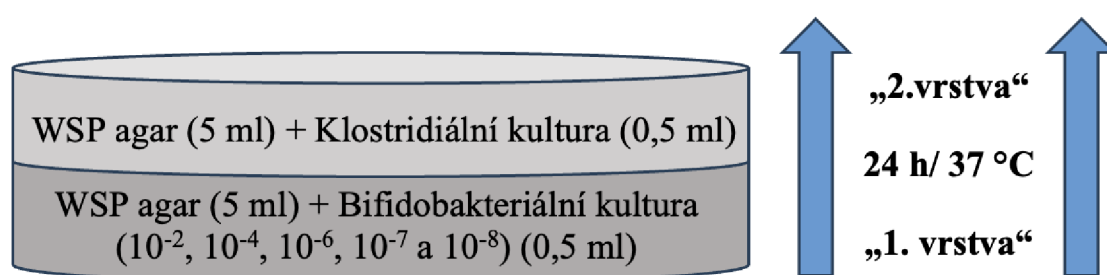 WSP agar (5 ml) + Klostridiální kultura (0,5 ml)
WSP agar (5 ml) + Bifidobakteriální kultura
(10⁻², 10⁻⁴, 10⁻⁶, 10⁻⁷ a 10⁻⁸) (0,5 ml)
„2.vrstva“
24 h/ 37 °C
„1. vrstva“